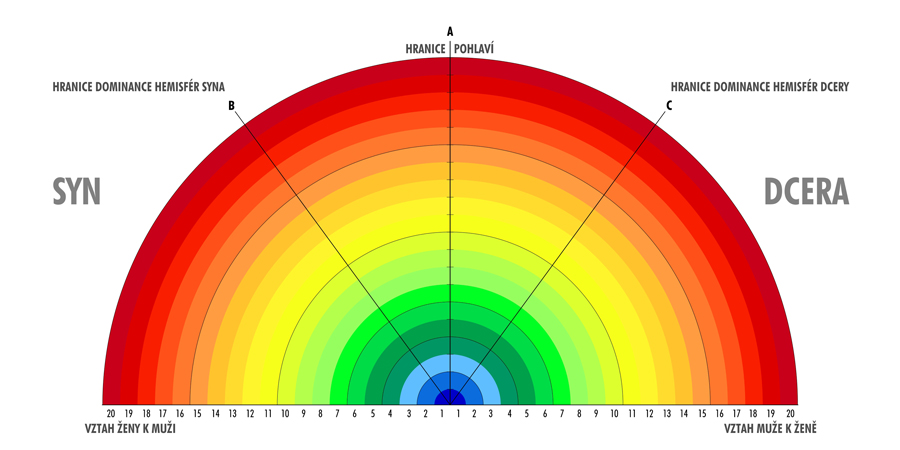 A
HRANICE POHLAVÍ
HRANICE DOMINANCE HEMISFÉR SYNA
HRANICE DOMINANCE HEMISFÉR DCERY
B
C
SYN
DCERA
20 19 18 17 16 15 14 13 12 11 10 9 8 7 6 5 4 3 2 1 1 2 3 4 5 6 7 8 9 10 11 12 13 14 15 16 17 18 19 20
VZTAH ŽENY K MUŽI
VZTAH MUŽE K ŽENĚ